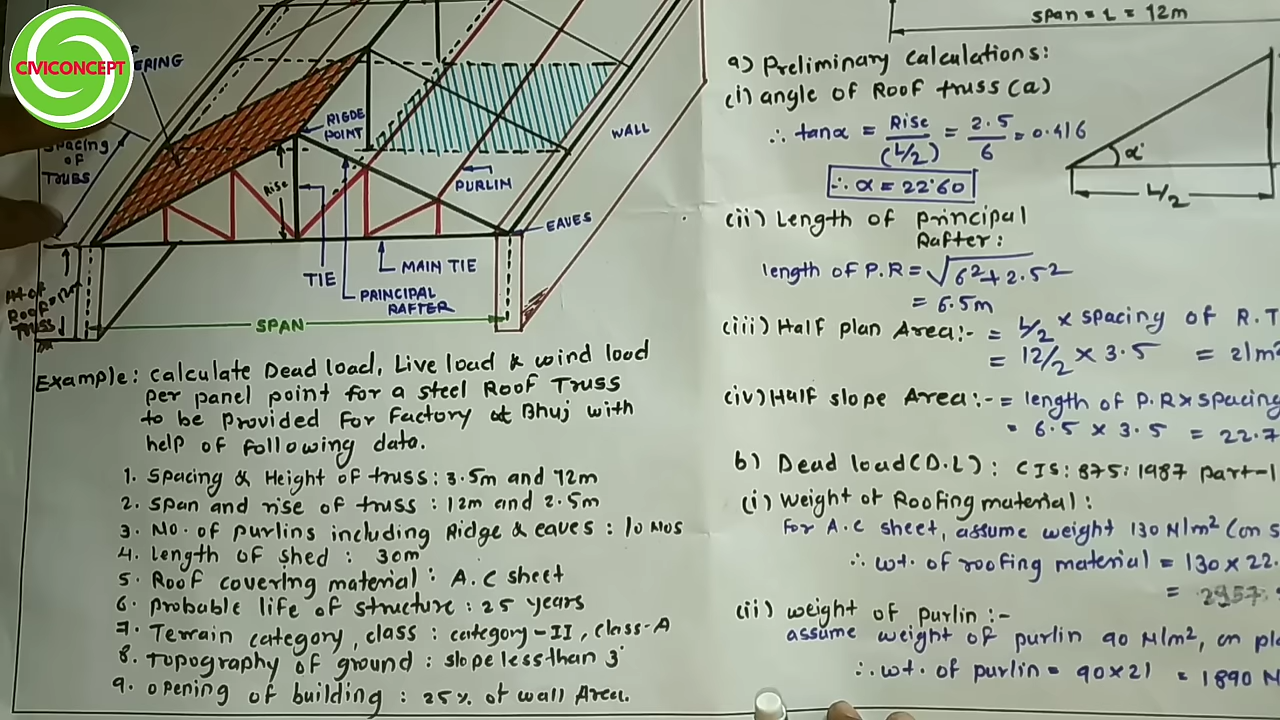 CIVICONCEPT
ERING
Spacing
of
TRUSS
RIGDE
POINT
Rise
WALL
PURLIN
EAVES
TIE
MAIN TIE
PRINCIPAL
RAFTER
Roof
Truss
SPAN
Example: Calculate Dead load, Live load & wind load
per panel point for a steel Roof Truss
to be provided for factory at Bhuj with
help of following data.
1. Spacing & Height of truss: 3.5m and 12m
2. Span and rise of truss : 12m and 2.5m
3. No. of purlins including Ridge & eaves : 10 Nos
4. Length of shed : 30m
5. Roof covering material : A.C sheet
6. Probable life of structure : 25 years
7. Terrain category, class : category-II, class-A
8. Topography of ground : slope less than 3°
9. Opening of building : 25% of wall Area.
span = L = 12m
a) Preliminary calculations:
(i) angle of Roof truss (α)
∴ tanα = Rise/(L/2) = 2.5/6 = 0.416
∴ α = 22°60
α
L/2
(ii) Length of principal
Rafter:
length of P.R = √6²+2.5²
= 6.5m
(iii) Half plan Area:- = L/2 × spacing of R.T
= 12/2 × 3.5 = 21m²
(iv) Half slope Area:- = length of P.R × spacing
= 6.5 × 3.5 = 22.7
b) Dead load (D.L) : (IS: 875: 1987 part-1
(i) Weight of Roofing material:
For A.C sheet, assume weight 130 N/m² (on s
∴ wt. of roofing material = 130 × 22.
= 2957.
(ii) weight of purlin :-
assume weight of purlin 90 N/m², on pla
∴ wt. of purlin = 90×21 = 1890 N